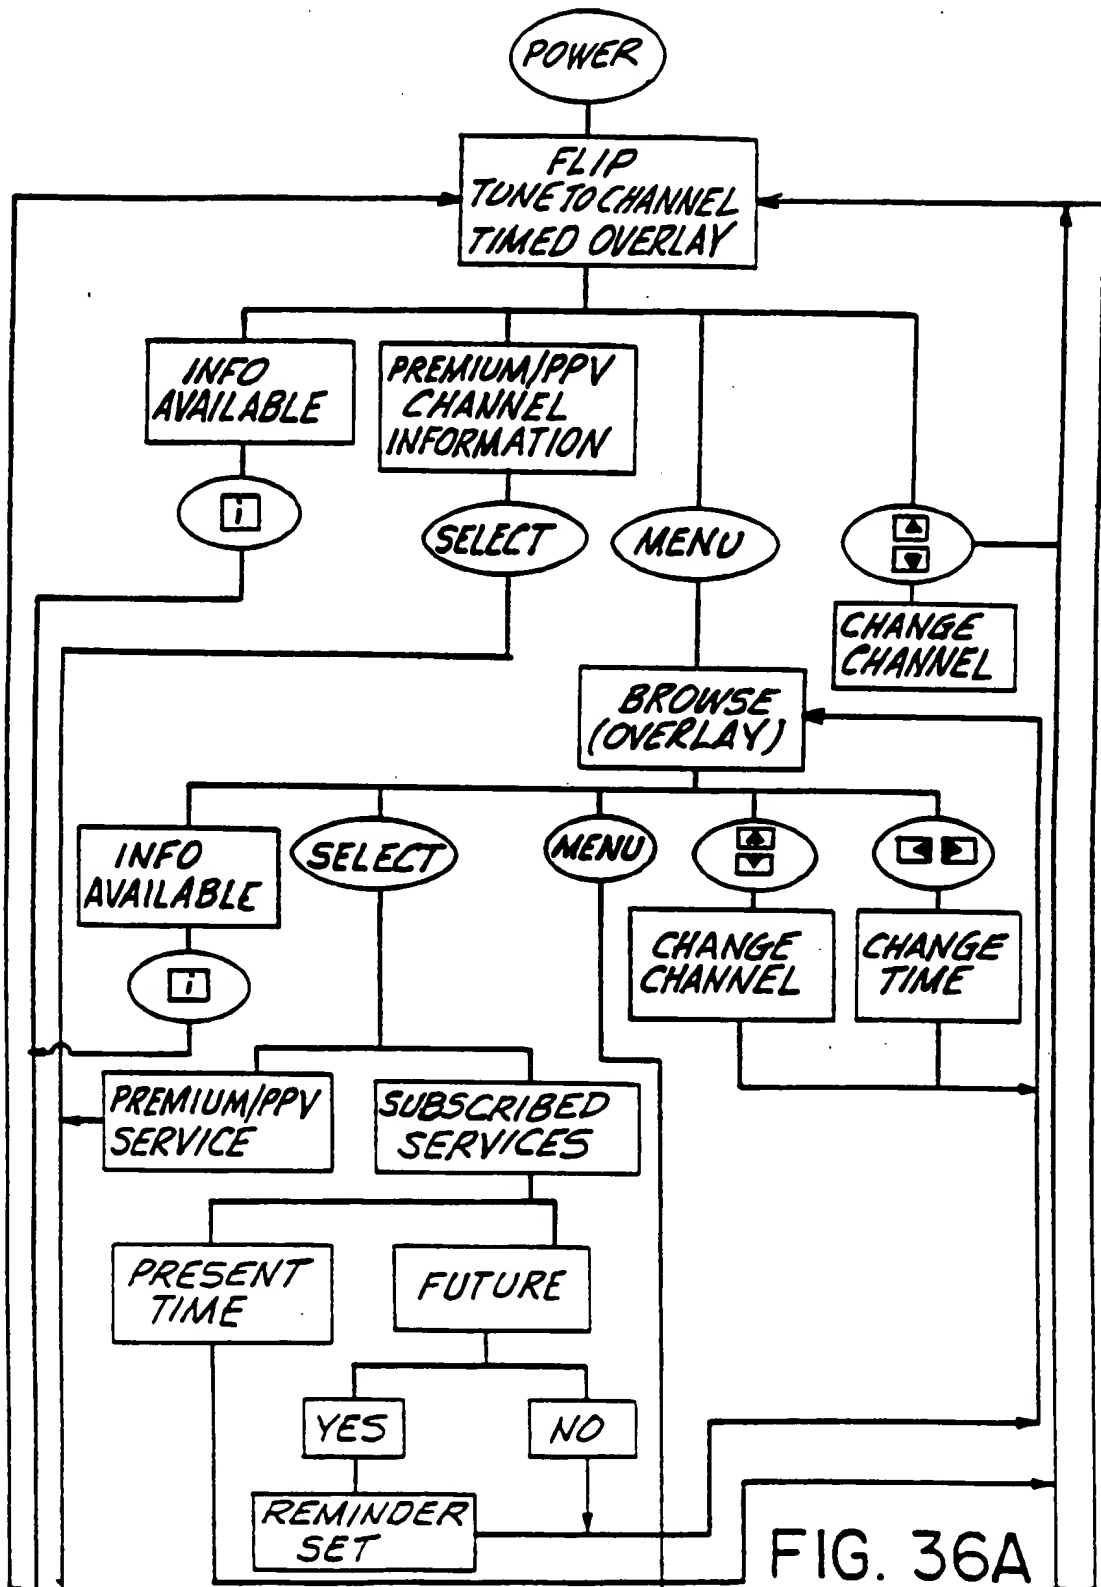 POWER
FLIP
TUNE TO CHANNEL
TIMED OVERLAY
INFO
AVAILABLE
PREMIUM/PPV
CHANNEL
INFORMATION
i
SELECT
MENU
CHANGE
CHANNEL
BROWSE
(OVERLAY)
INFO
AVAILABLE
SELECT
MENU
CHANGE
CHANNEL
CHANGE
TIME
i
PREMIUM/PPV
SERVICE
SUBSCRIBED
SERVICES
PRESENT
TIME
FUTURE
YES
NO
REMINDER
SET
FIG. 36A